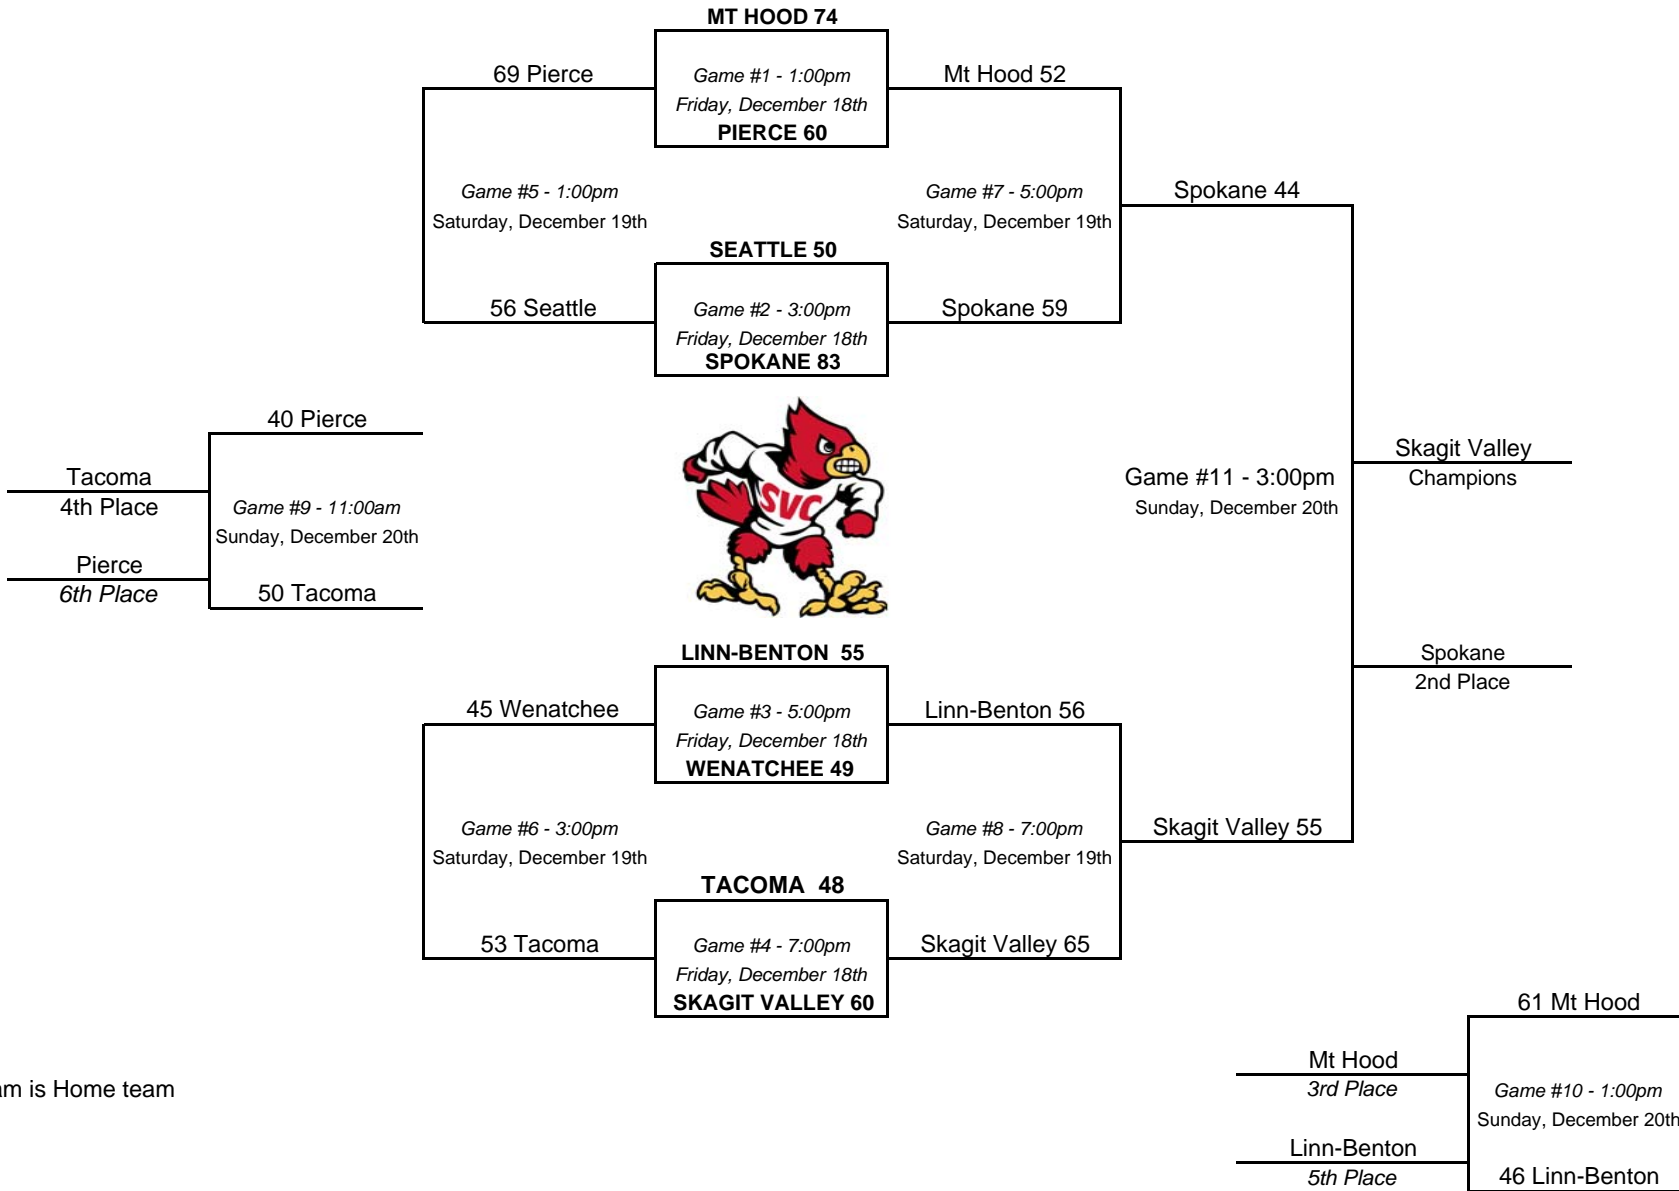 MT HOOD 74
69 Pierce
Game #1 - 1:00pm
Mt Hood 52
Friday, December 18th
PIERCE 60
Game #5 - 1:00pm
Game #7 - 5:00pm
Spokane 44
Saturday, December 19th
Saturday, December 19th
SEATTLE 50
56 Seattle
Game #2 - 3:00pm
Spokane 59
Friday, December 18th
SPOKANE 83
40 Pierce
Tacoma
4th Place
Game #9 - 11:00am
Sunday, December 20th
Pierce
6th Place
50 Tacoma
SVC
Game #11 - 3:00pm
Sunday, December 20th
Skagit Valley
Champions
Spokane
2nd Place
LINN-BENTON 55
45 Wenatchee
Game #3 - 5:00pm
Linn-Benton 56
Friday, December 18th
WENATCHEE 49
Game #6 - 3:00pm
Game #8 - 7:00pm
Skagit Valley 55
Saturday, December 19th
Saturday, December 19th
TACOMA 48
53 Tacoma
Game #4 - 7:00pm
Skagit Valley 65
Friday, December 18th
SKAGIT VALLEY 60
61 Mt Hood
Mt Hood
3rd Place
Game #10 - 1:00pm
Sunday, December 20th
Linn-Benton
5th Place
46 Linn-Benton
is Home team